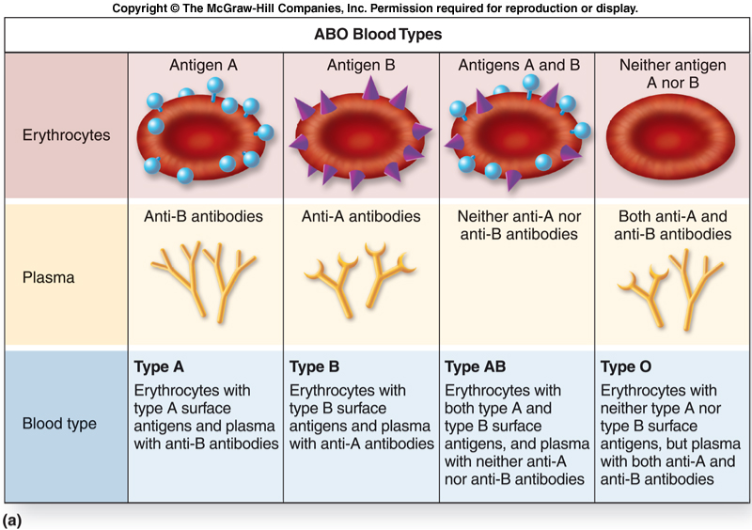 Copyright © The McGraw-Hill Companies, Inc. Permission required for reproduction or display.
ABO Blood Types
Erythrocytes
Antigen A
Antigen B
Antigens A and B
Neither antigen
A nor B
Plasma
Anti-B antibodies
Anti-A antibodies
Neither anti-A nor
anti-B antibodies
Both anti-A and
anti-B antibodies
Blood type
Type A
Erythrocytes with
type A surface
antigens and plasma
with anti-B antibodies
Type B
Erythrocytes with
type B surface
antigens and plasma
with anti-A antibodies
Type AB
Erythrocytes with
both type A and
type B surface
antigens, and plasma
with neither anti-A
nor anti-B antibodies
Type O
Erythrocytes with
neither type A nor
type B surface
antigens, but plasma
with both anti-A and
anti-B antibodies
(a)